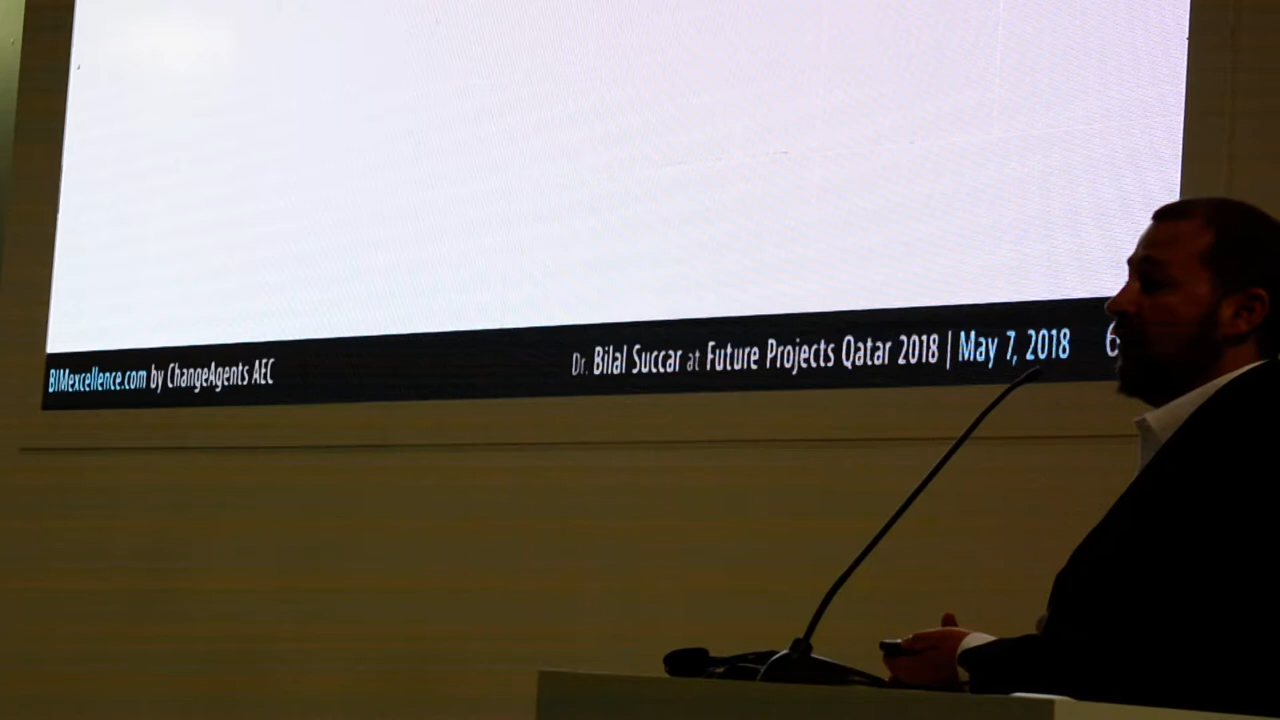 BIMexcellence.com by ChangeAgents AEC
Dr. Bilal Succar at Future Projects Qatar 2018 | May 7, 2018